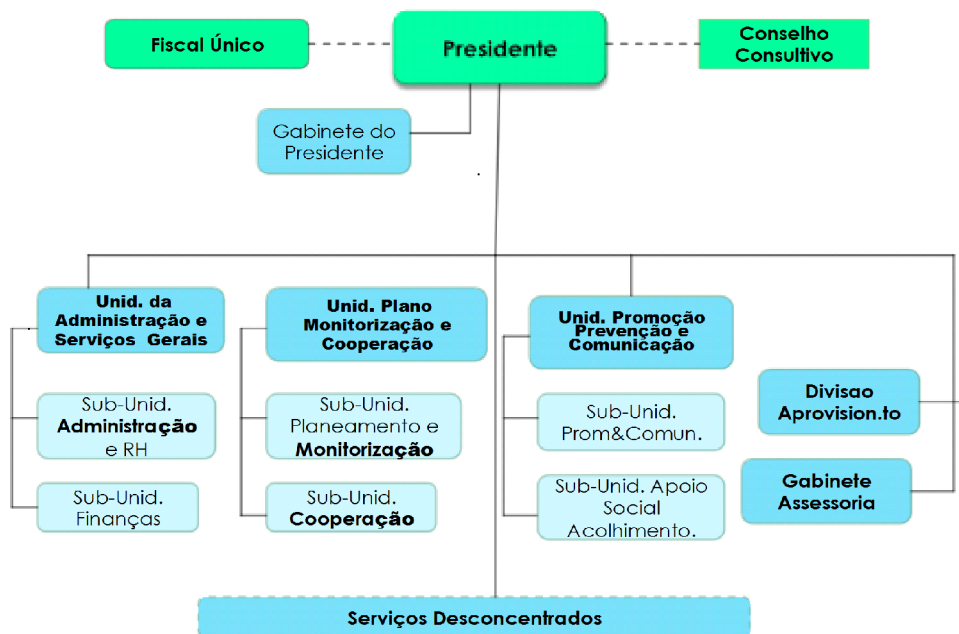 Fiscal Único
Presidente
Conselho
Consultivo
Gabinete do
Presidente
Unid. da
Administração e
Serviços Gerais
Unid. Plano
Monitorização e
Cooperação
Unid. Promoção
Prevenção e
Comunicação
Sub-Unid.
Administração
e RH
Sub-Unid.
Planeamento e
Monitorização
Sub-Unid.
Prom&Comun.
Divisao
Aprovision.to
Sub-Unid.
Finanças
Sub-Unid.
Cooperação
Sub-Unid. Apoio
Social
Acolhimento.
Gabinete
Assessoria
Serviços Desconcentrados